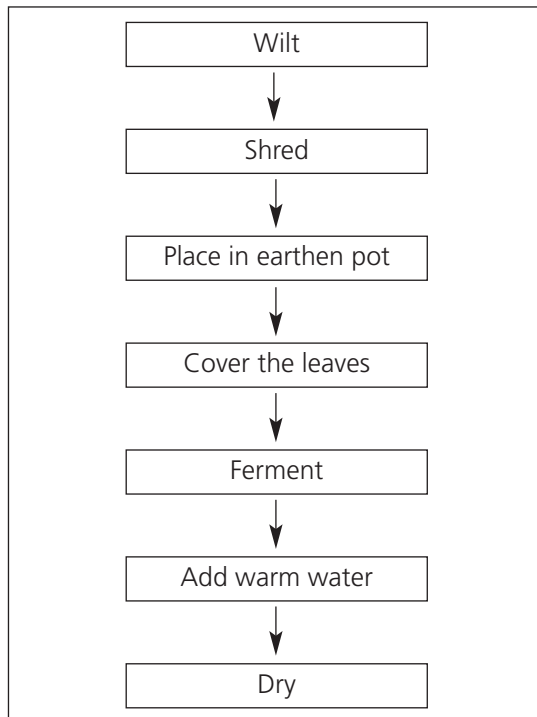 Wilt
Shred
Place in earthen pot
Cover the leaves
Ferment
Add warm water
Dry